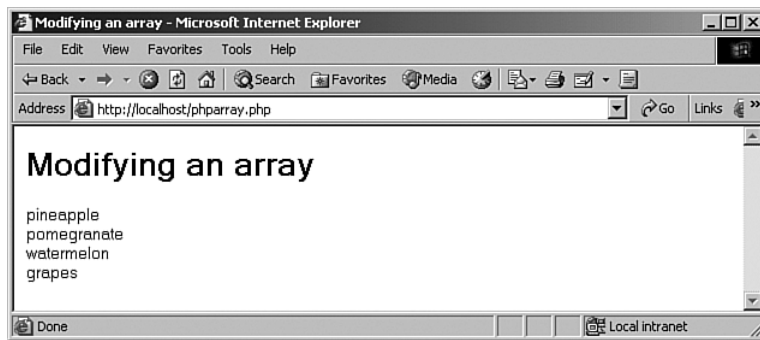 Modifying an array - Microsoft Internet Explorer
File Edit View Favorites Tools Help
Back Search Favorites Media
Address http://localhost/phparray.php Go Links »
Modifying an array
pineapple
pomegranate
watermelon
grapes
Done Local intranet